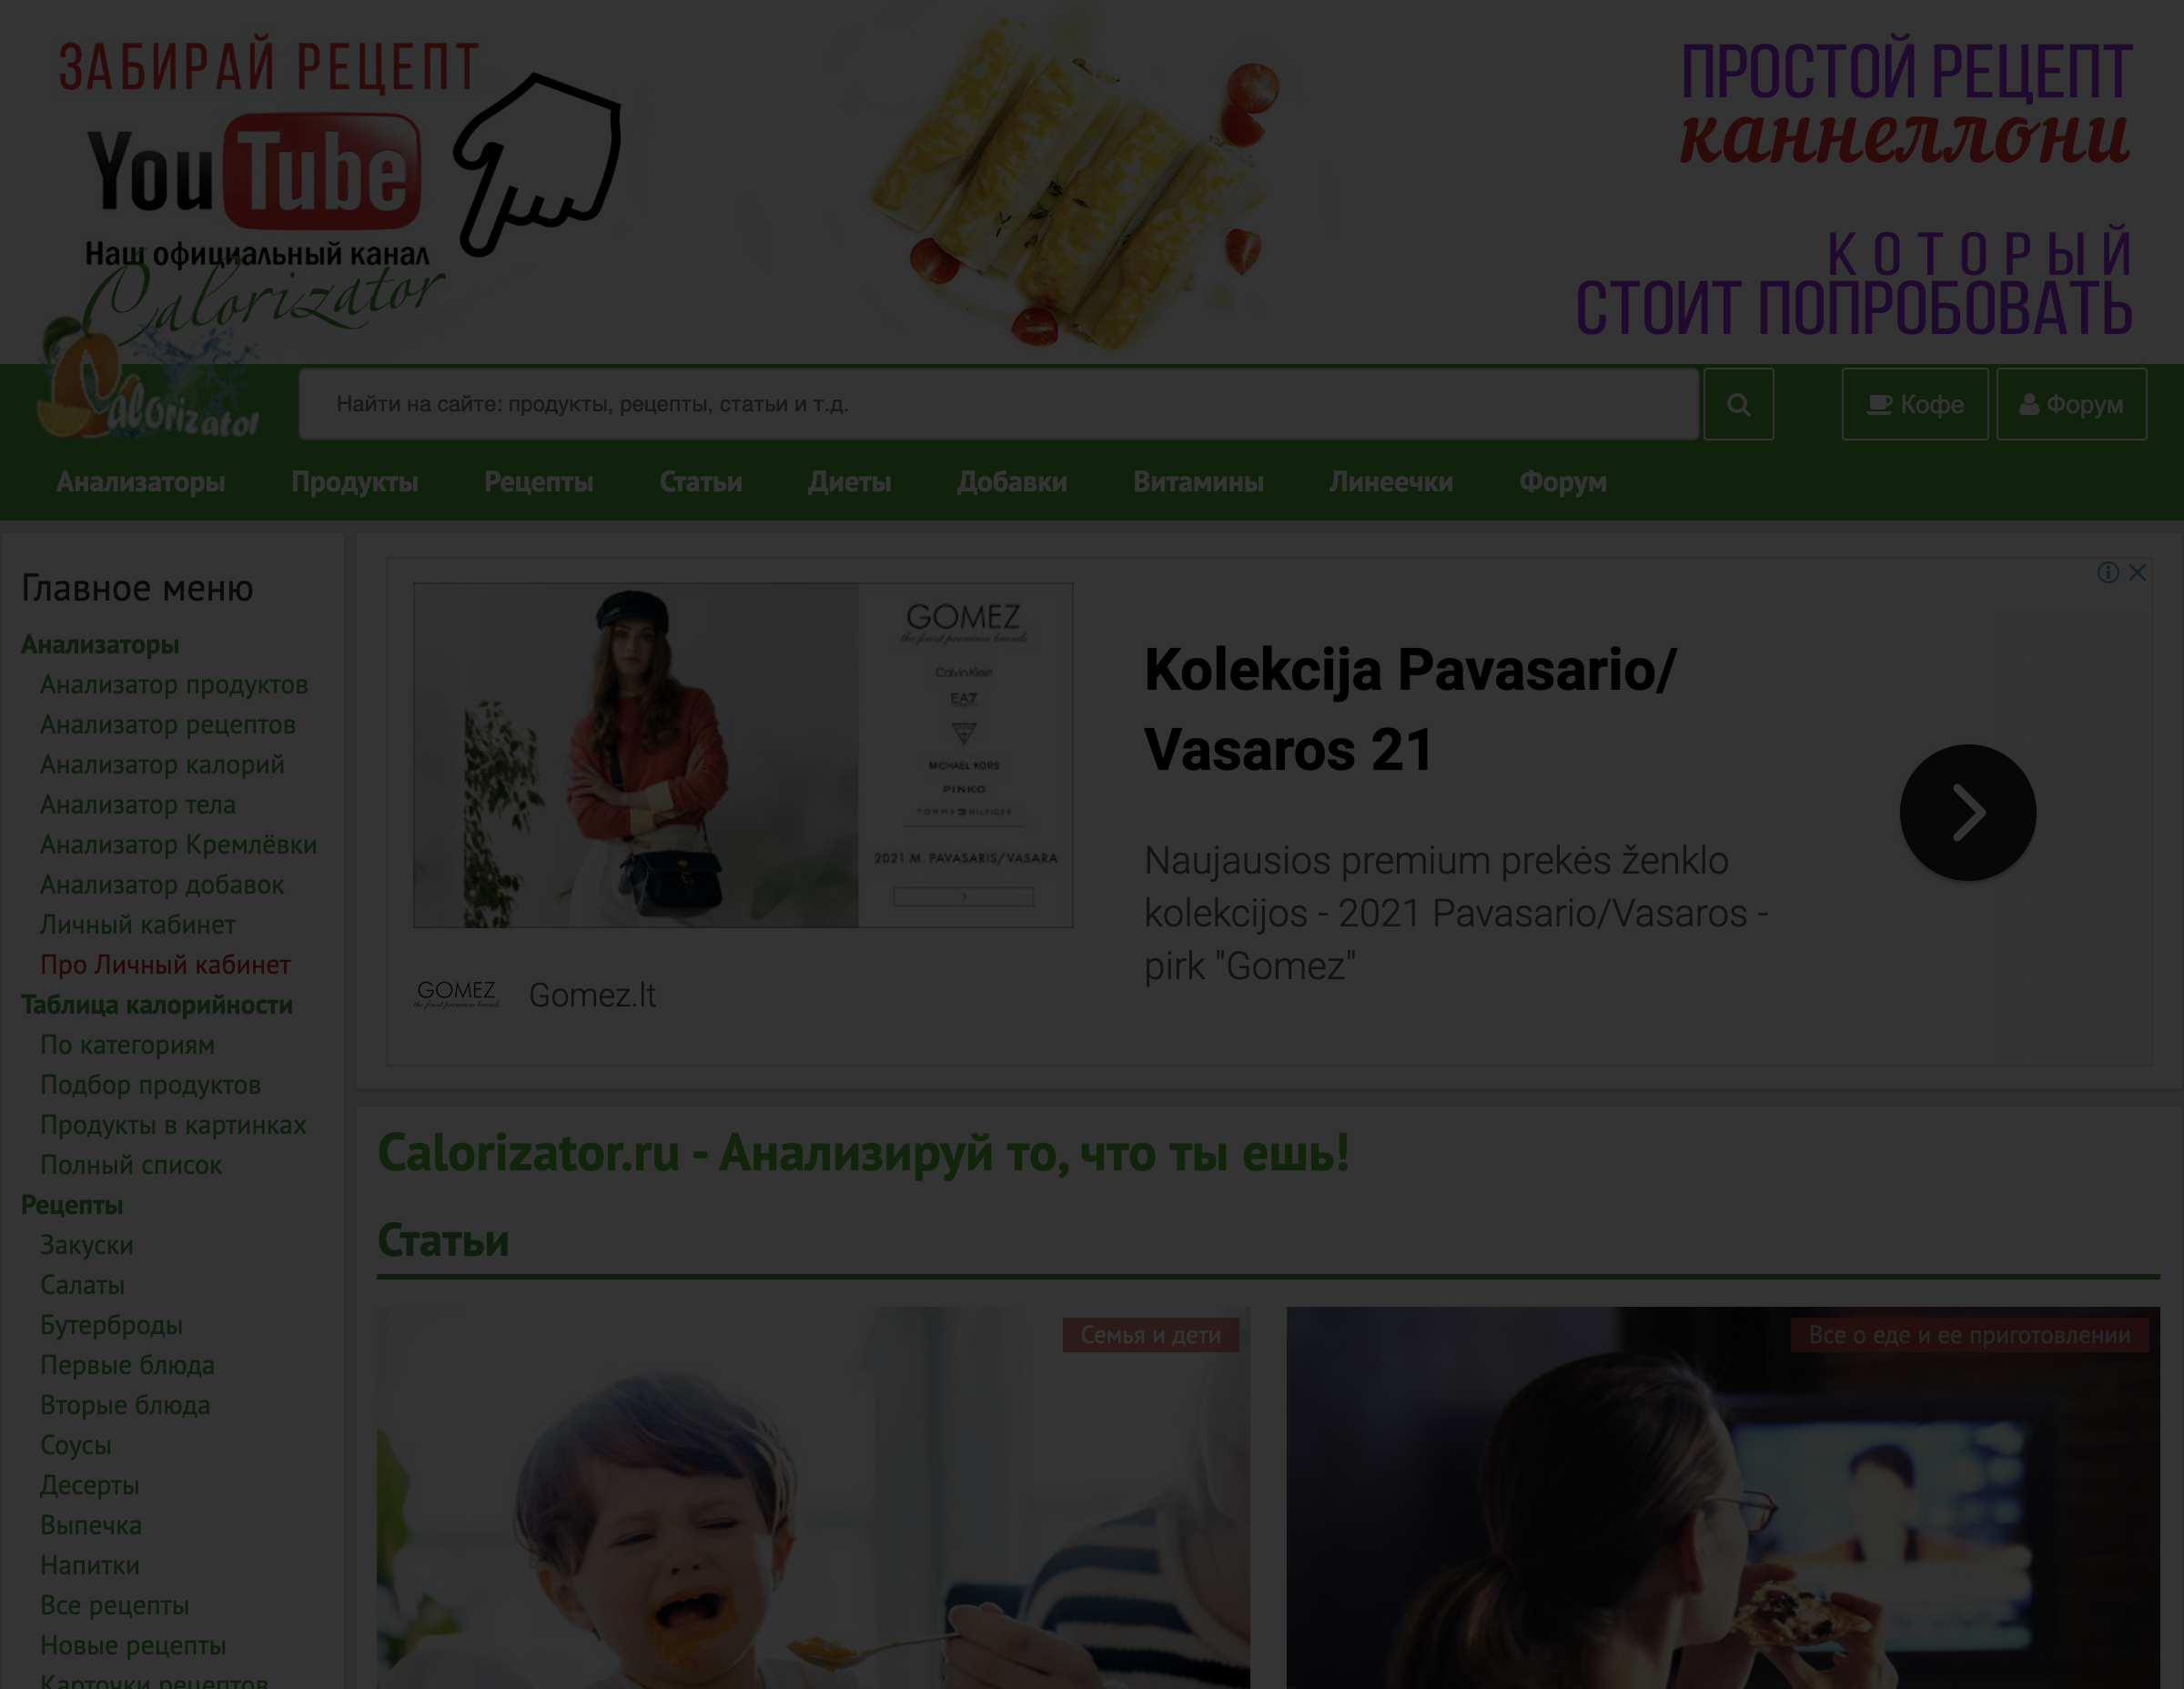 ЗАБИРАЙ РЕЦЕПТ
YouTube
Наш официальный канал
Calorizator
ПРОСТОЙ РЕЦЕПТ
каннеллони
КОТОРЫЙ
СТОИТ ПОПРОБОВАТЬ
Calorizator
Найти на сайте: продукты, рецепты, статьи и т.д.
Кофе
Форум
Анализаторы Продукты Рецепты Статьи Диеты Добавки Витамины Линеечки Форум
Главное меню
Анализаторы
Анализатор продуктов
Анализатор рецептов
Анализатор калорий
Анализатор тела
Анализатор Кремлёвки
Анализатор добавок
Личный кабинет
Про Личный кабинет
Таблица калорийности
По категориям
Подбор продуктов
Продукты в картинках
Полный список
Рецепты
Закуски
Салаты
Бутерброды
Первые блюда
Вторые блюда
Соусы
Десерты
Выпечка
Напитки
Все рецепты
Новые рецепты
Карточки рецептов
GOMEZ
the finest premium brands
Calvin Klein
EA7
MICHAEL KORS
PINKO
TOMMY HILFIGER
2021 M. PAVASARIS/VASARA
GOMEZ
the finest premium brands
Gomez.lt
Kolekcija Pavasario/
Vasaros 21
Naujausios premium prekės ženklo
kolekcijos - 2021 Pavasario/Vasaros -
pirk "Gomez"
Calorizator.ru - Анализируй то, что ты ешь!
Статьи
Семья и дети
Все о еде и ее приготовлении